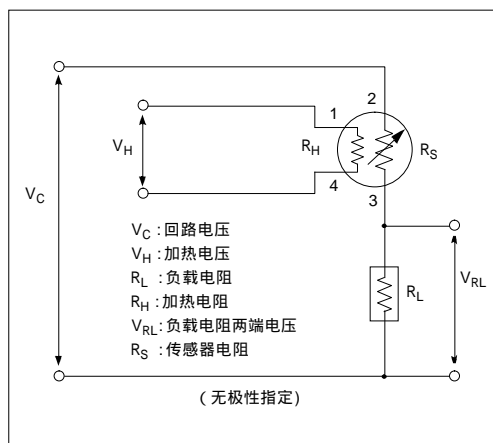 1
2
V_H
R_H
R_S
V_C
4
3
V_C :回路电压
V_H :加热电压
R_L :负载电阻
R_H :加热电阻
V_RL:负载电阻两端电压
R_S :传感器电阻
R_L
V_RL
(无极性指定)